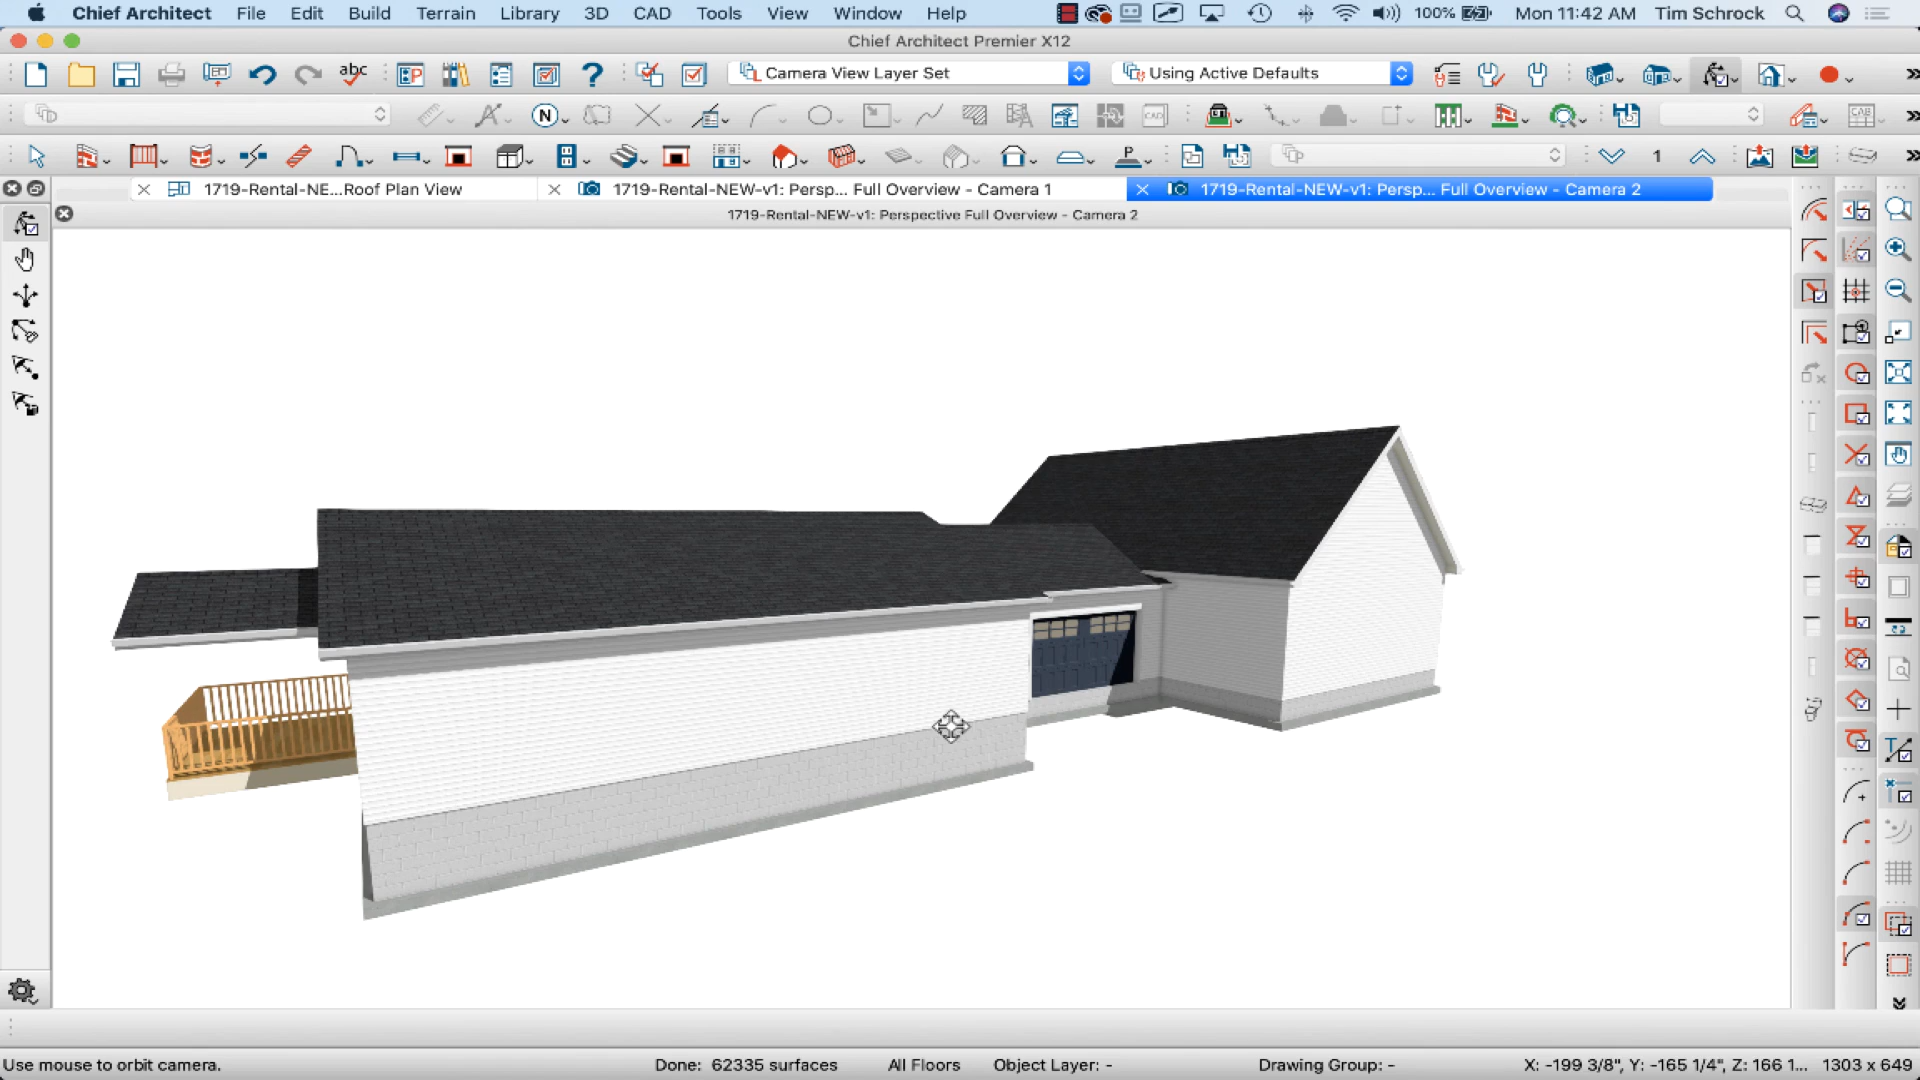 Chief Architect File Edit Build Terrain Library 3D CAD Tools View Window Help 100% Mon 11:42 AM Tim Schrock
Chief Architect Premier X12
abc P ? Camera View Layer Set Using Active Defaults
N CAD CAB
P 1
1719-Rental-NE...Roof Plan View 1719-Rental-NEW-v1: Persp... Full Overview - Camera 1 1719-Rental-NEW-v1: Persp... Full Overview - Camera 2
1719-Rental-NEW-v1: Perspective Full Overview - Camera 2
T
Use mouse to orbit camera. Done: 62335 surfaces All Floors Object Layer: - Drawing Group: - X: -199 3/8", Y: -165 1/4", Z: 166 1... 1303 x 649